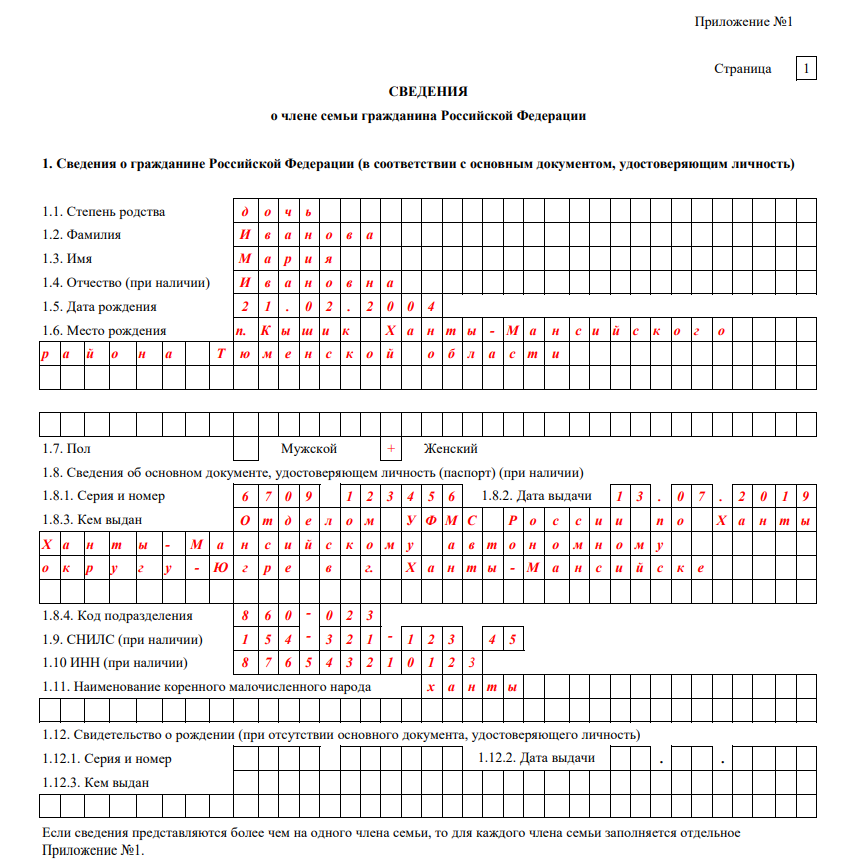 Приложение №1
Страница 1
СВЕДЕНИЯ
о члене семьи гражданина Российской Федерации
1. Сведения о гражданине Российской Федерации (в соответствии с основным документом, удостоверяющим личность)
1.1. Степень родства дочь
1.2. Фамилия Иванова
1.3. Имя Мария
1.4. Отчество (при наличии) Ивановна
1.5. Дата рождения 21.02.2004
1.6. Место рождения п. Кышик Ханты-Мансийского
района Тюменской области
1.7. Пол Мужской + Женский
1.8. Сведения об основном документе, удостоверяющем личность (паспорт) (при наличии)
1.8.1. Серия и номер 6709 123456 1.8.2. Дата выдачи 13.07.2019
1.8.3. Кем выдан Отделом УФМС России по Ханты
Ханты-Мансийскому автономному
округу-Югре в г. Ханты-Мансийске
1.8.4. Код подразделения 860-023
1.9. СНИЛС (при наличии) 154-321-123 45
1.10 ИНН (при наличии) 876543210123
1.11. Наименование коренного малочисленного народа ханты
1.12. Свидетельство о рождении (при отсутствии основного документа, удостоверяющего личность)
1.12.1. Серия и номер 1.12.2. Дата выдачи . .
1.12.3. Кем выдан
Если сведения представляются более чем на одного члена семьи, то для каждого члена семьи заполняется отдельное
Приложение №1.